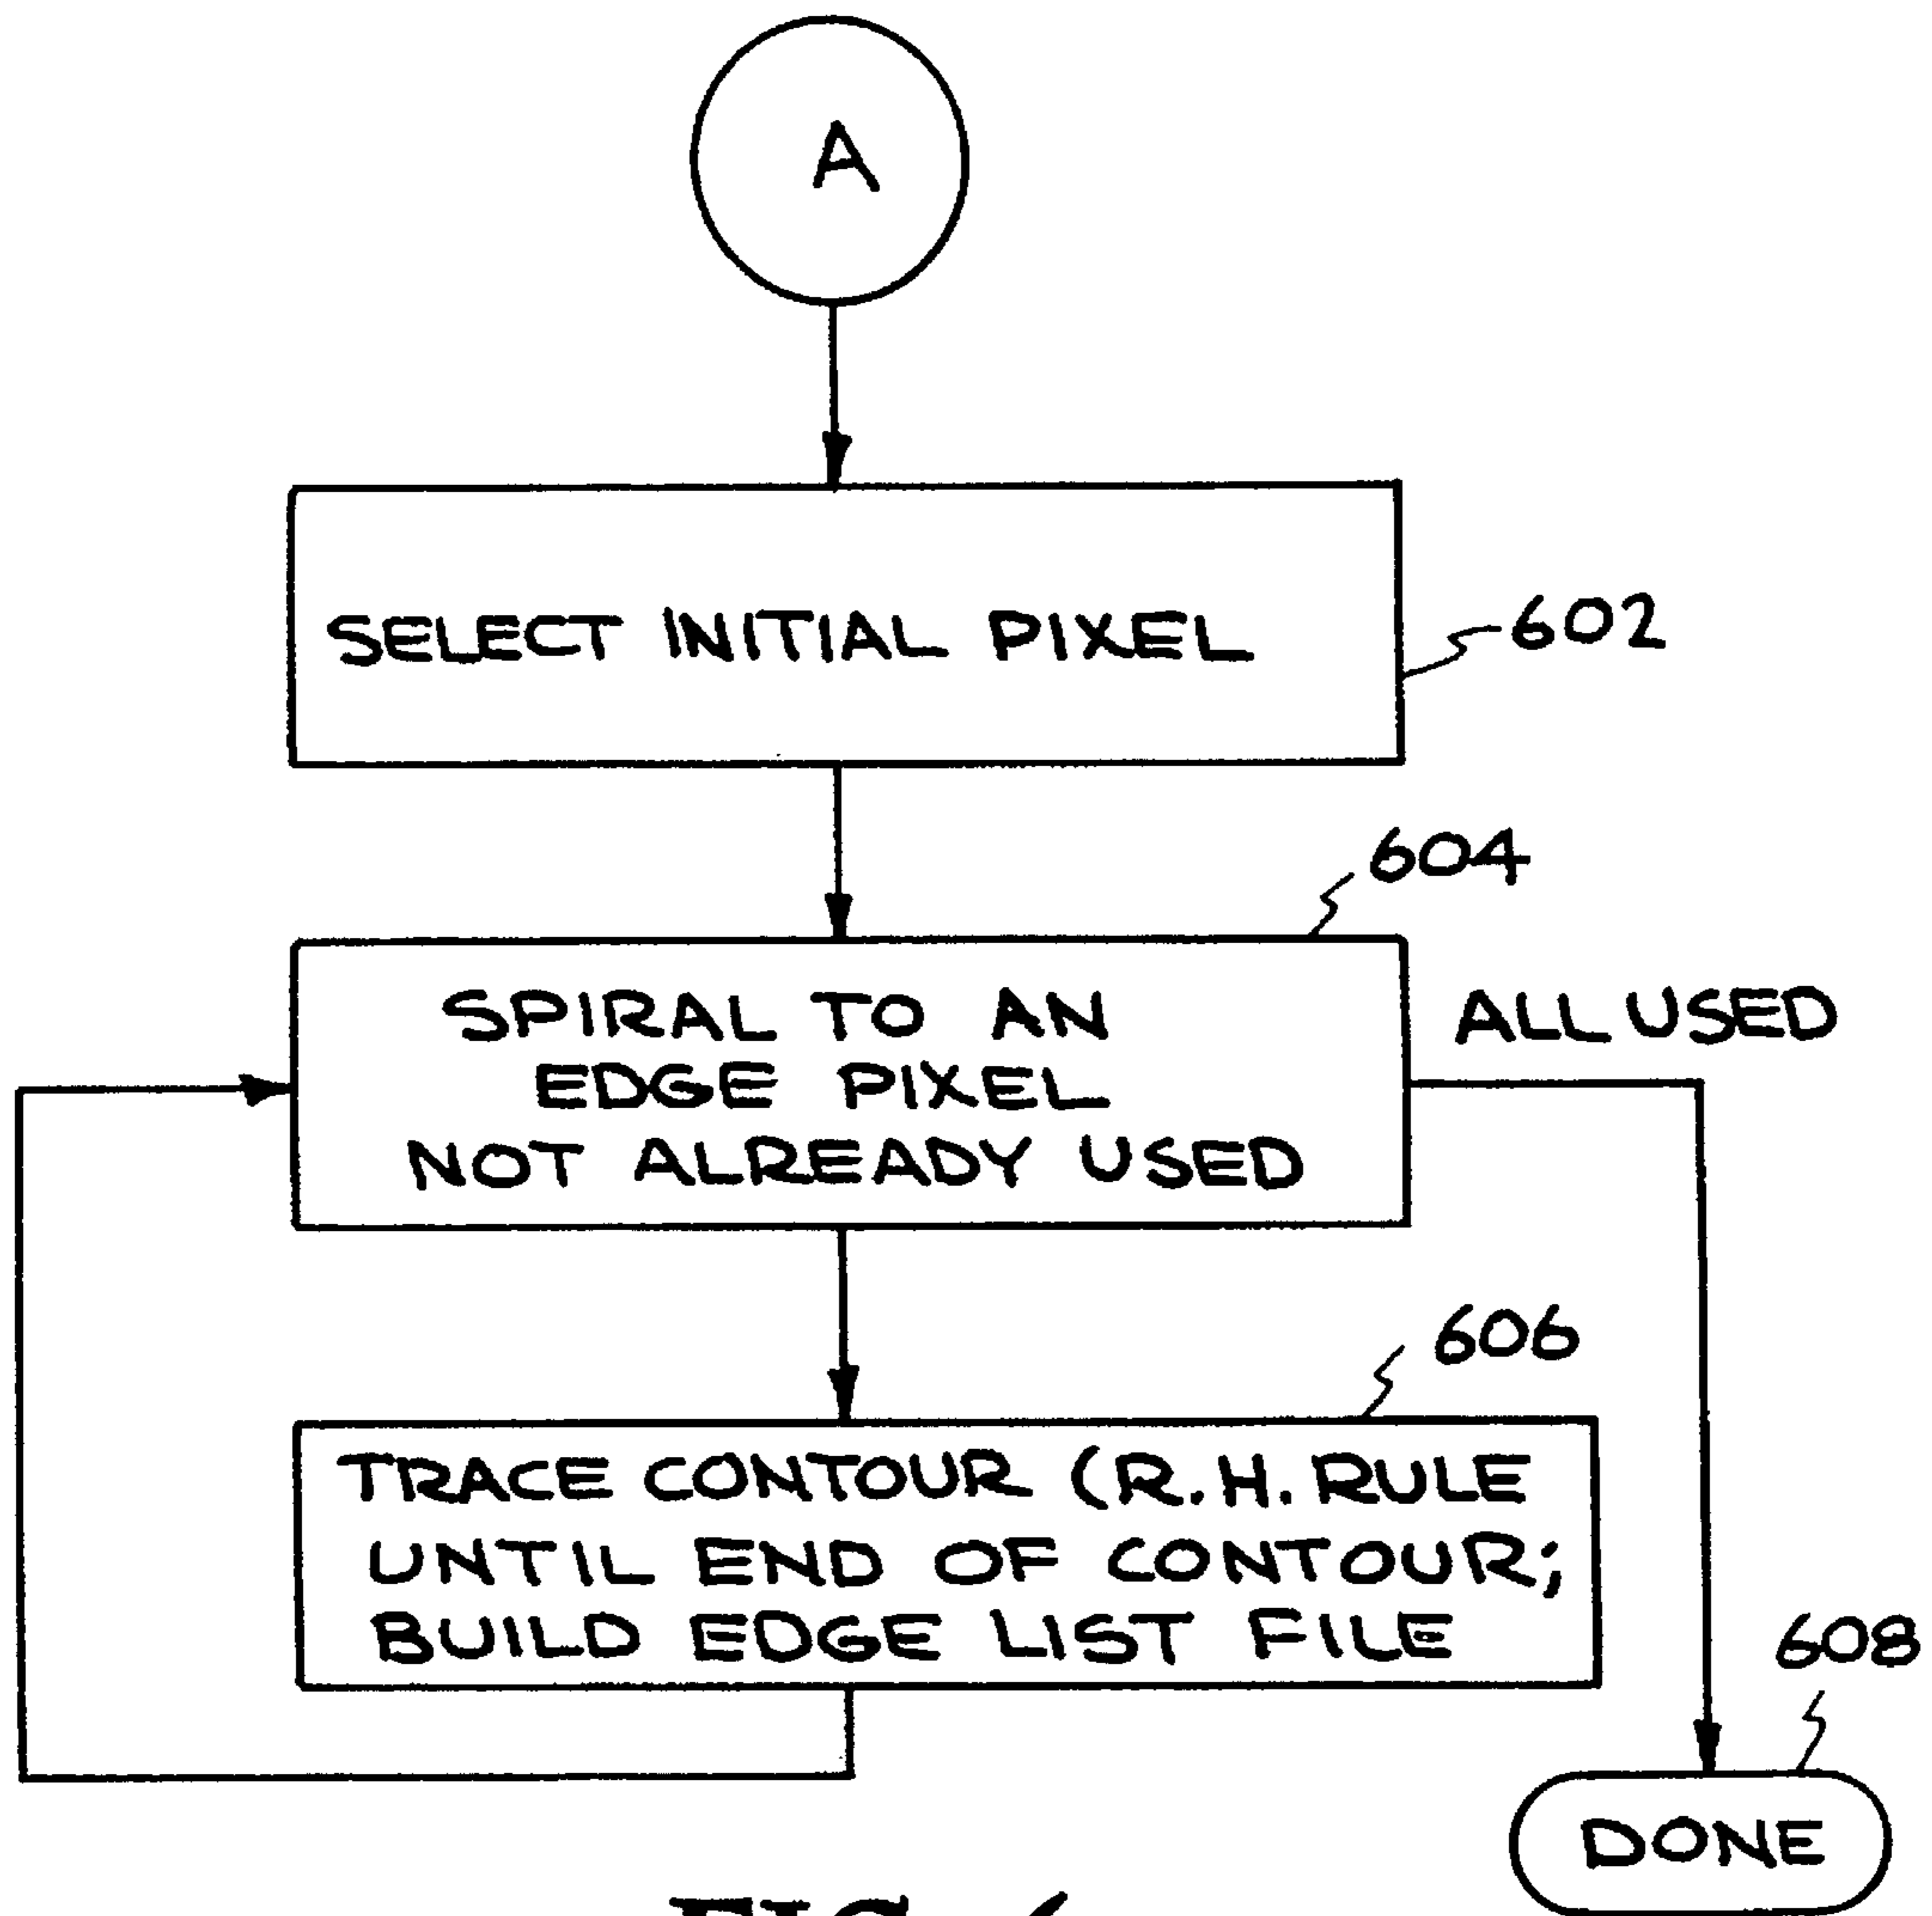 A
SELECT INITIAL PIXEL
602
604
SPIRAL TO AN
EDGE PIXEL
NOT ALREADY USED
ALL USED
606
TRACE CONTOUR (R.H. RULE
UNTIL END OF CONTOUR;
BUILD EDGE LIST FILE
608
DONE